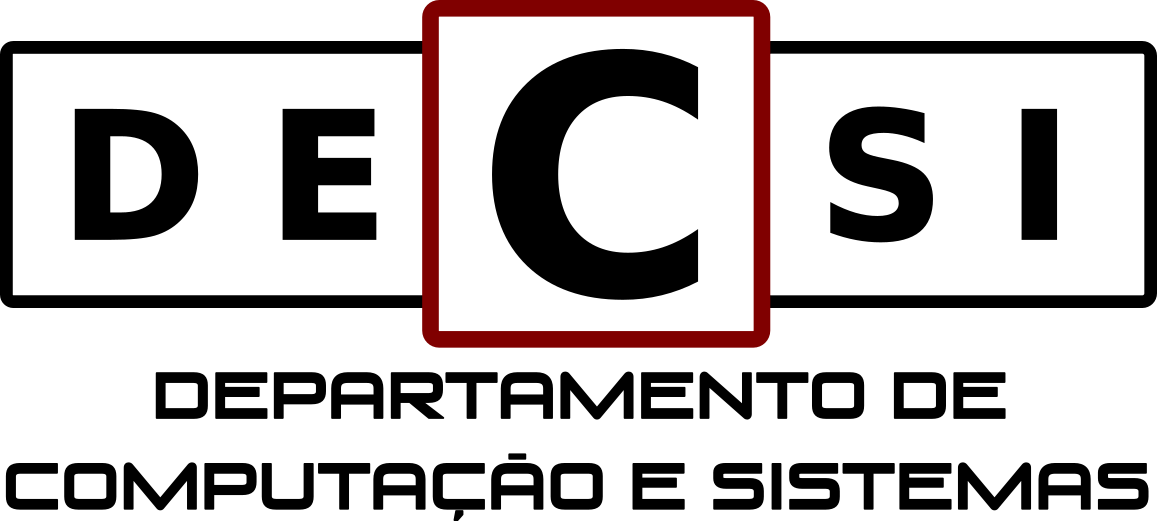 DECSI
DEPARTAMENTO DE
COMPUTAÇÃO E SISTEMAS